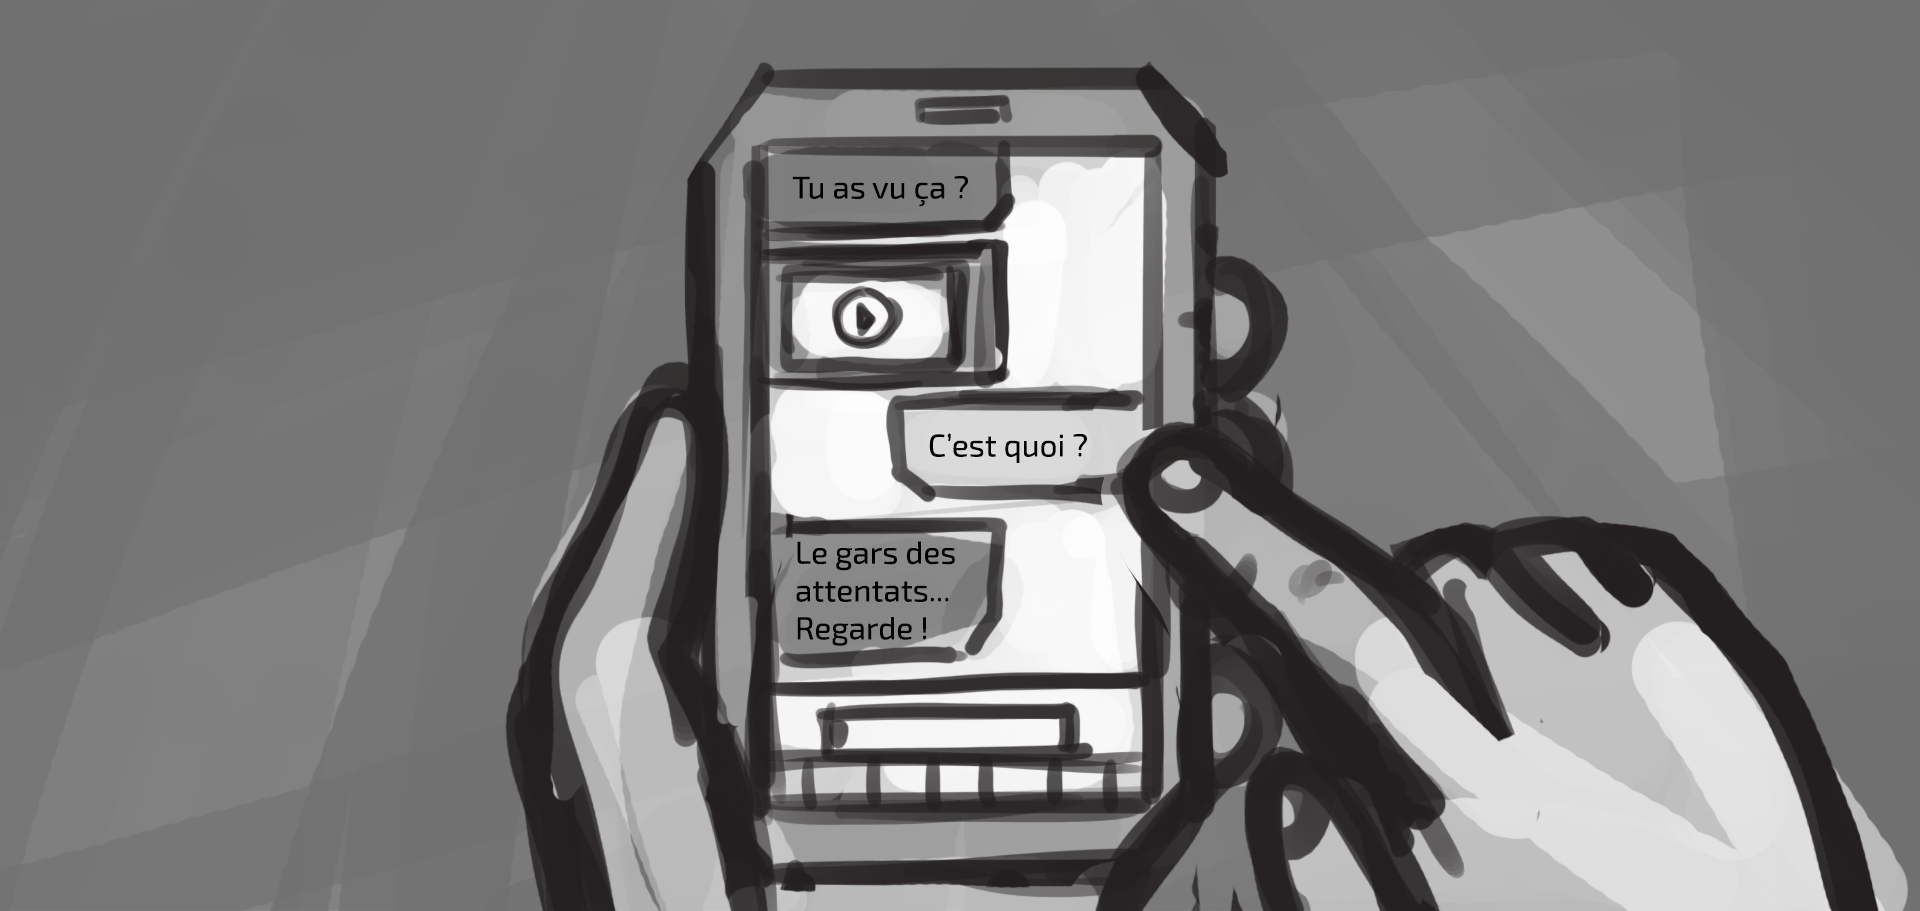 Tu as vu ça ?
C'est quoi ?
Le gars des
attentats...
Regarde !